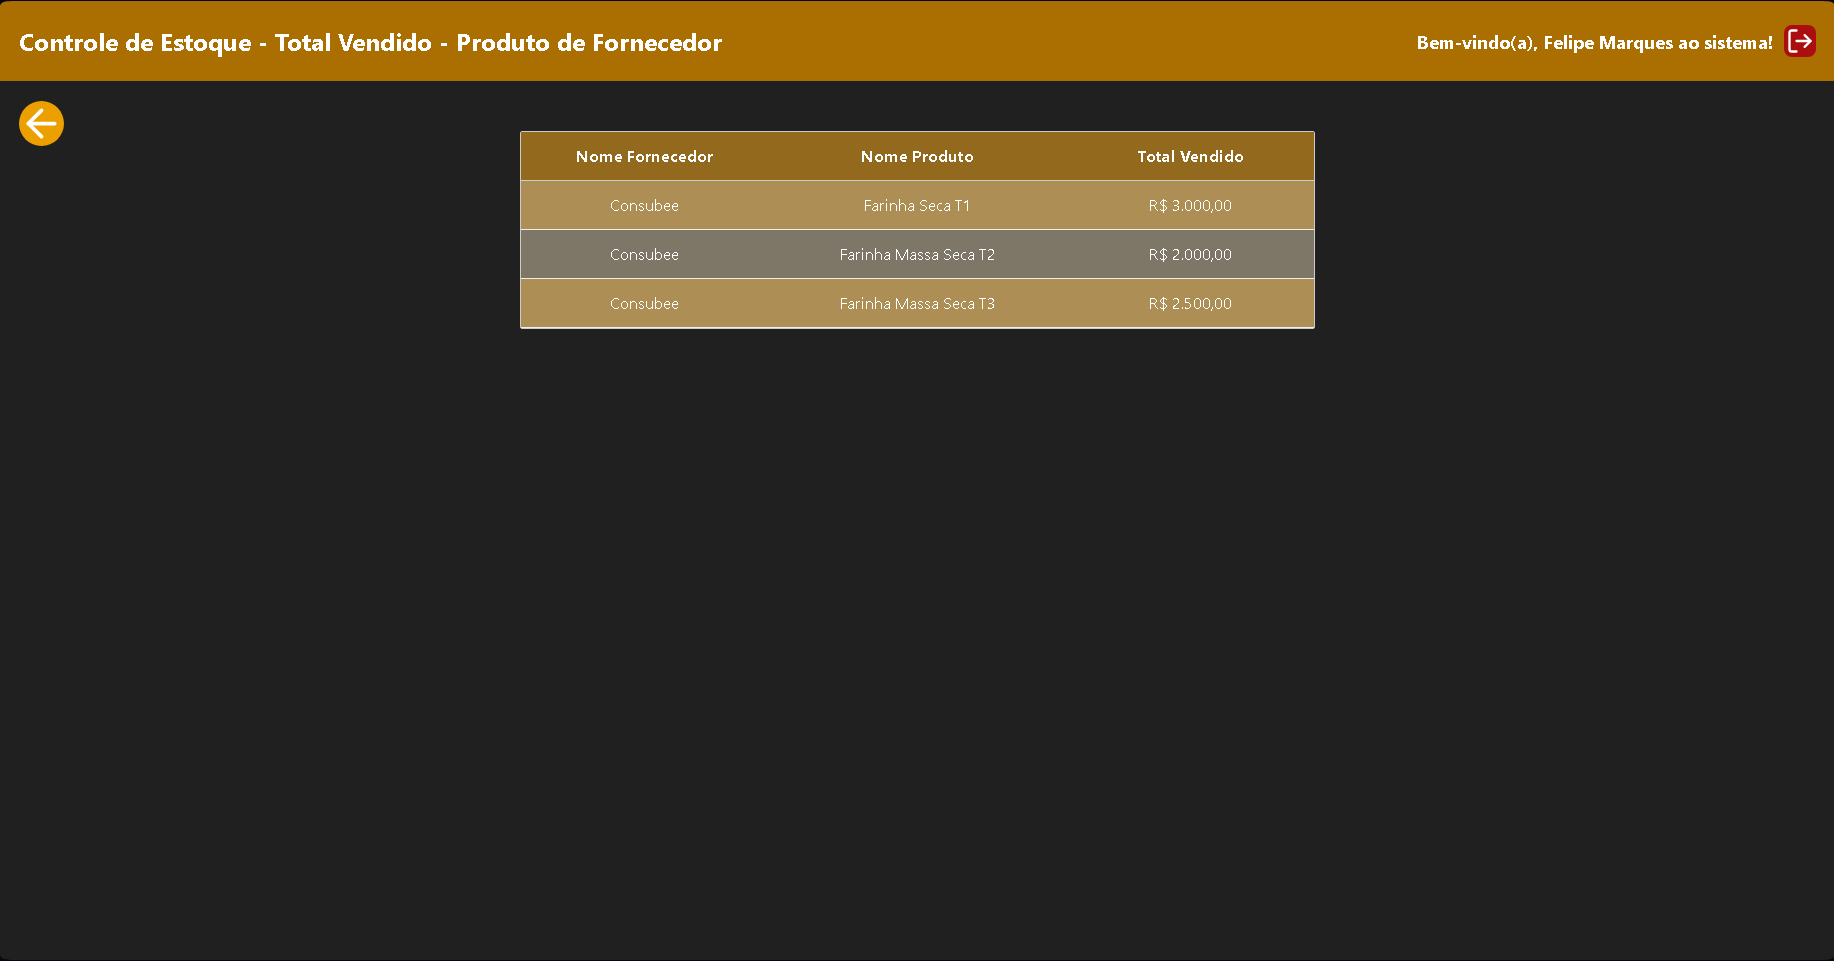 Controle de Estoque - Total Vendido - Produto de Fornecedor
Bem-vindo(a), Felipe Marques ao sistema!
Nome Fornecedor Nome Produto Total Vendido
Consubee Farinha Seca T1 R$ 3.000,00
Consubee Farinha Massa Seca T2 R$ 2.000,00
Consubee Farinha Massa Seca T3 R$ 2.500,00